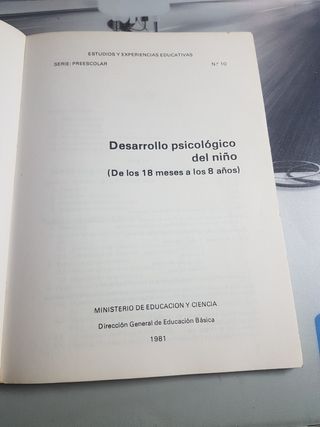 ESTUDIOS Y EXPERIENCIAS EDUCATIVAS
SERIE: PREESCOLAR N.º 10
Desarrollo psicológico
del niño
(De los 18 meses a los 8 años)
MINISTERIO DE EDUCACION Y CIENCIA
Dirección General de Educación Básica
1981